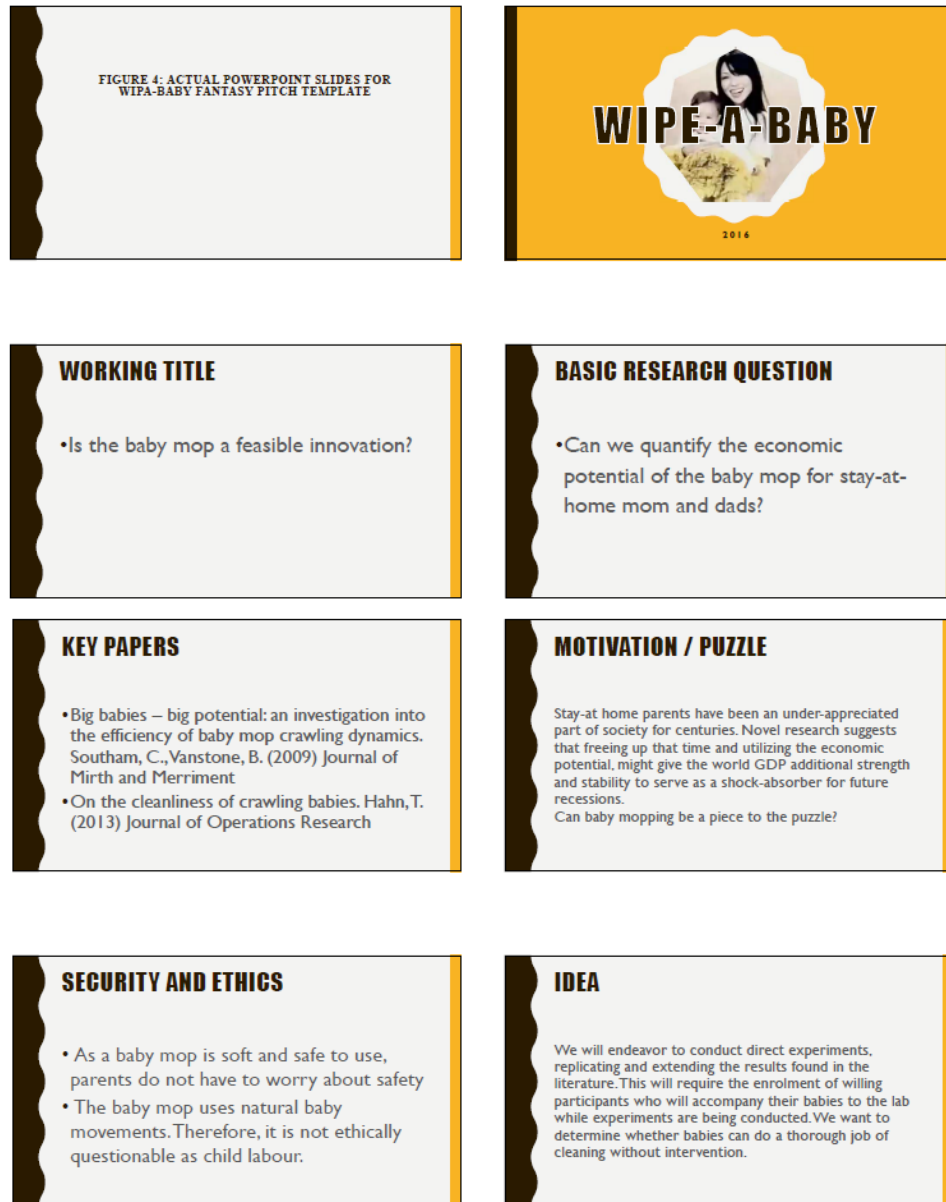 FIGURE 4: ACTUAL POWERPOINT SLIDES FOR
WIPA-BABY FANTASY PITCH TEMPLATE
WIPE-A-BABY
2016
WORKING TITLE
•Is the baby mop a feasible innovation?
BASIC RESEARCH QUESTION
•Can we quantify the economic
potential of the baby mop for stay-at-
home mom and dads?
KEY PAPERS
•Big babies – big potential: an investigation into
the efficiency of baby mop crawling dynamics.
Southam, C., Vanstone, B. (2009) Journal of
Mirth and Merriment
•On the cleanliness of crawling babies. Hahn, T.
(2013) Journal of Operations Research
MOTIVATION / PUZZLE
Stay-at home parents have been an under-appreciated
part of society for centuries. Novel research suggests
that freeing up that time and utilizing the economic
potential, might give the world GDP additional strength
and stability to serve as a shock-absorber for future
recessions.
Can baby mopping be a piece to the puzzle?
SECURITY AND ETHICS
• As a baby mop is soft and safe to use,
parents do not have to worry about safety
• The baby mop uses natural baby
movements. Therefore, it is not ethically
questionable as child labour.
IDEA
We will endeavor to conduct direct experiments,
replicating and extending the results found in the
literature. This will require the enrolment of willing
participants who will accompany their babies to the lab
while experiments are being conducted. We want to
determine whether babies can do a thorough job of
cleaning without intervention.